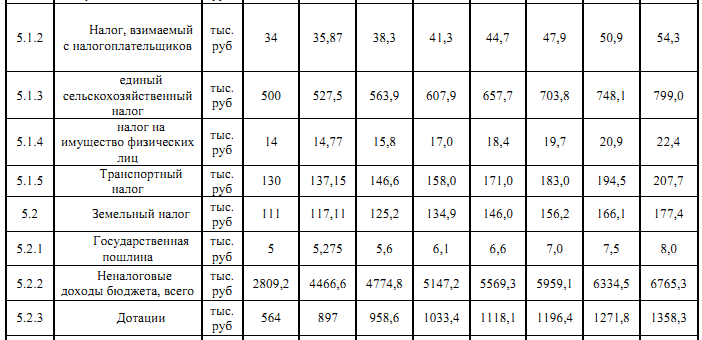 руб
5.1.2 Налог, взимаемый с налогоплательщиков тыс. руб 34 35,87 38,3 41,3 44,7 47,9 50,9 54,3
5.1.3 единый сельскохозяйственный налог тыс. руб 500 527,5 563,9 607,9 657,7 703,8 748,1 799,0
5.1.4 налог на имущество физических лиц тыс. руб 14 14,77 15,8 17,0 18,4 19,7 20,9 22,4
5.1.5 Транспортный налог тыс. руб 130 137,15 146,6 158,0 171,0 183,0 194,5 207,7
5.2 Земельный налог тыс. руб 111 117,11 125,2 134,9 146,0 156,2 166,1 177,4
5.2.1 Государственная пошлина тыс. руб 5 5,275 5,6 6,1 6,6 7,0 7,5 8,0
5.2.2 Неналоговые доходы бюджета, всего тыс. руб 2809,2 4466,6 4774,8 5147,2 5569,3 5959,1 6334,5 6765,3
5.2.3 Дотации тыс. руб 564 897 958,6 1033,4 1118,1 1196,4 1271,8 1358,3